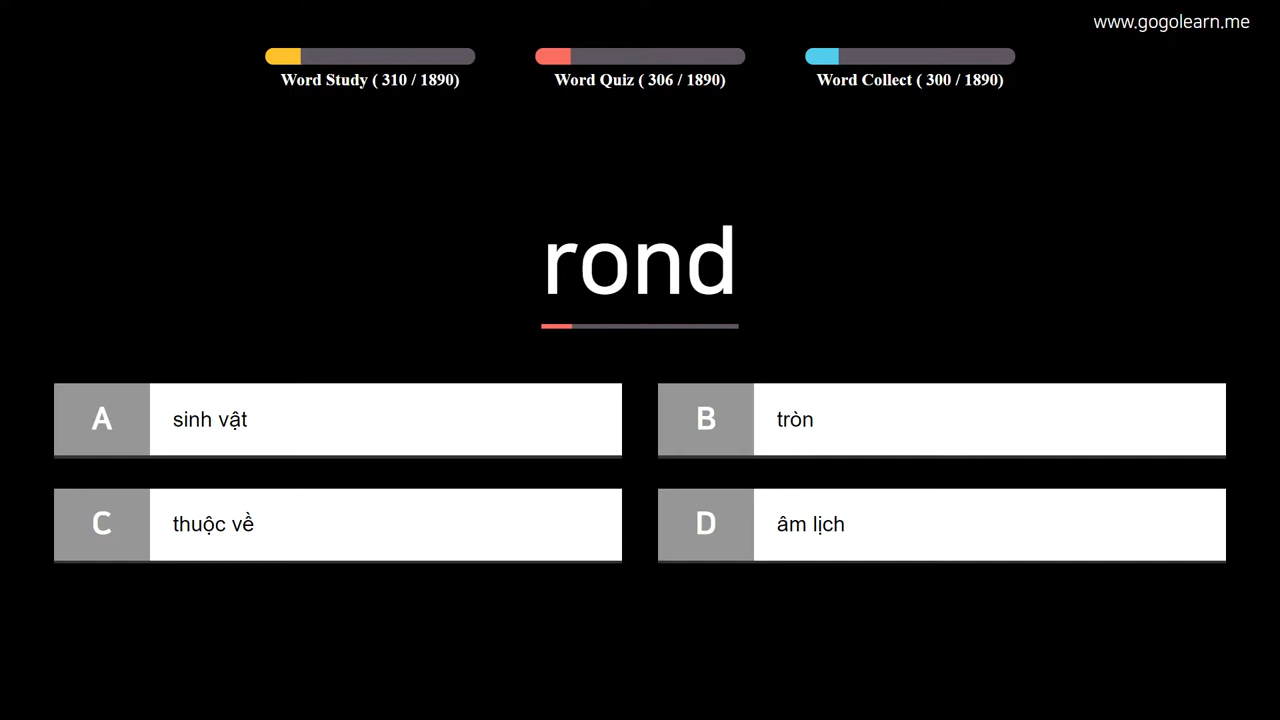 www.gogolearn.me
Word Study ( 310 / 1890)
Word Quiz ( 306 / 1890)
Word Collect ( 300 / 1890)
rond
A sinh vật
B tròn
C thuộc về
D âm lịch